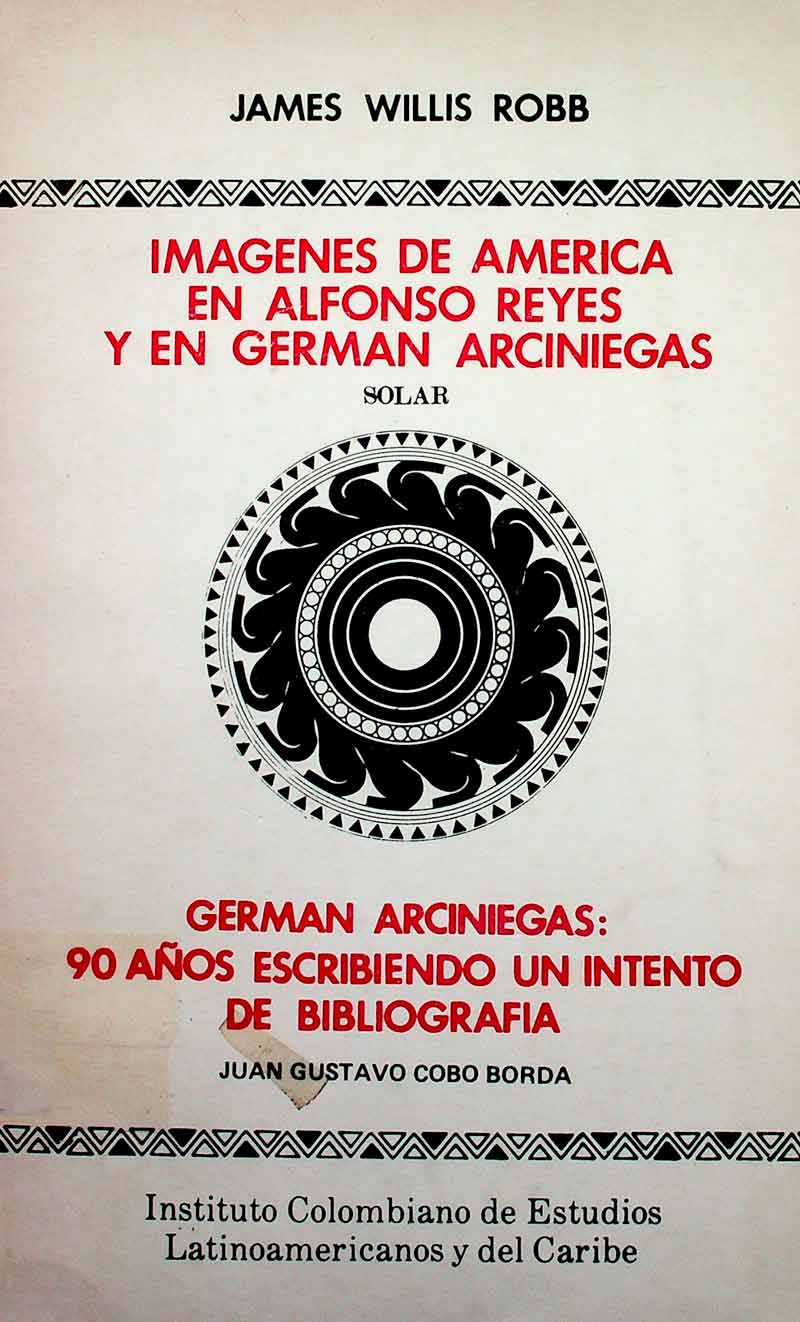 JAMES WILLIS ROBB
IMAGENES DE AMERICA
EN ALFONSO REYES
Y EN GERMAN ARCINIEGAS
SOLAR
GERMAN ARCINIEGAS:
90 AÑOS ESCRIBIENDO UN INTENTO
DE BIBLIOGRAFIA
JUAN GUSTAVO COBO BORDA
Instituto Colombiano de Estudios
Latinoamericanos y del Caribe